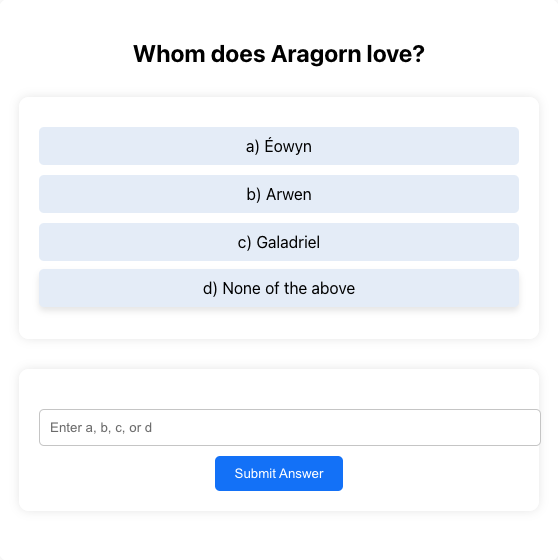 Whom does Aragorn love?
a) Éowyn
b) Arwen
c) Galadriel
d) None of the above
Enter a, b, c, or d
Submit Answer